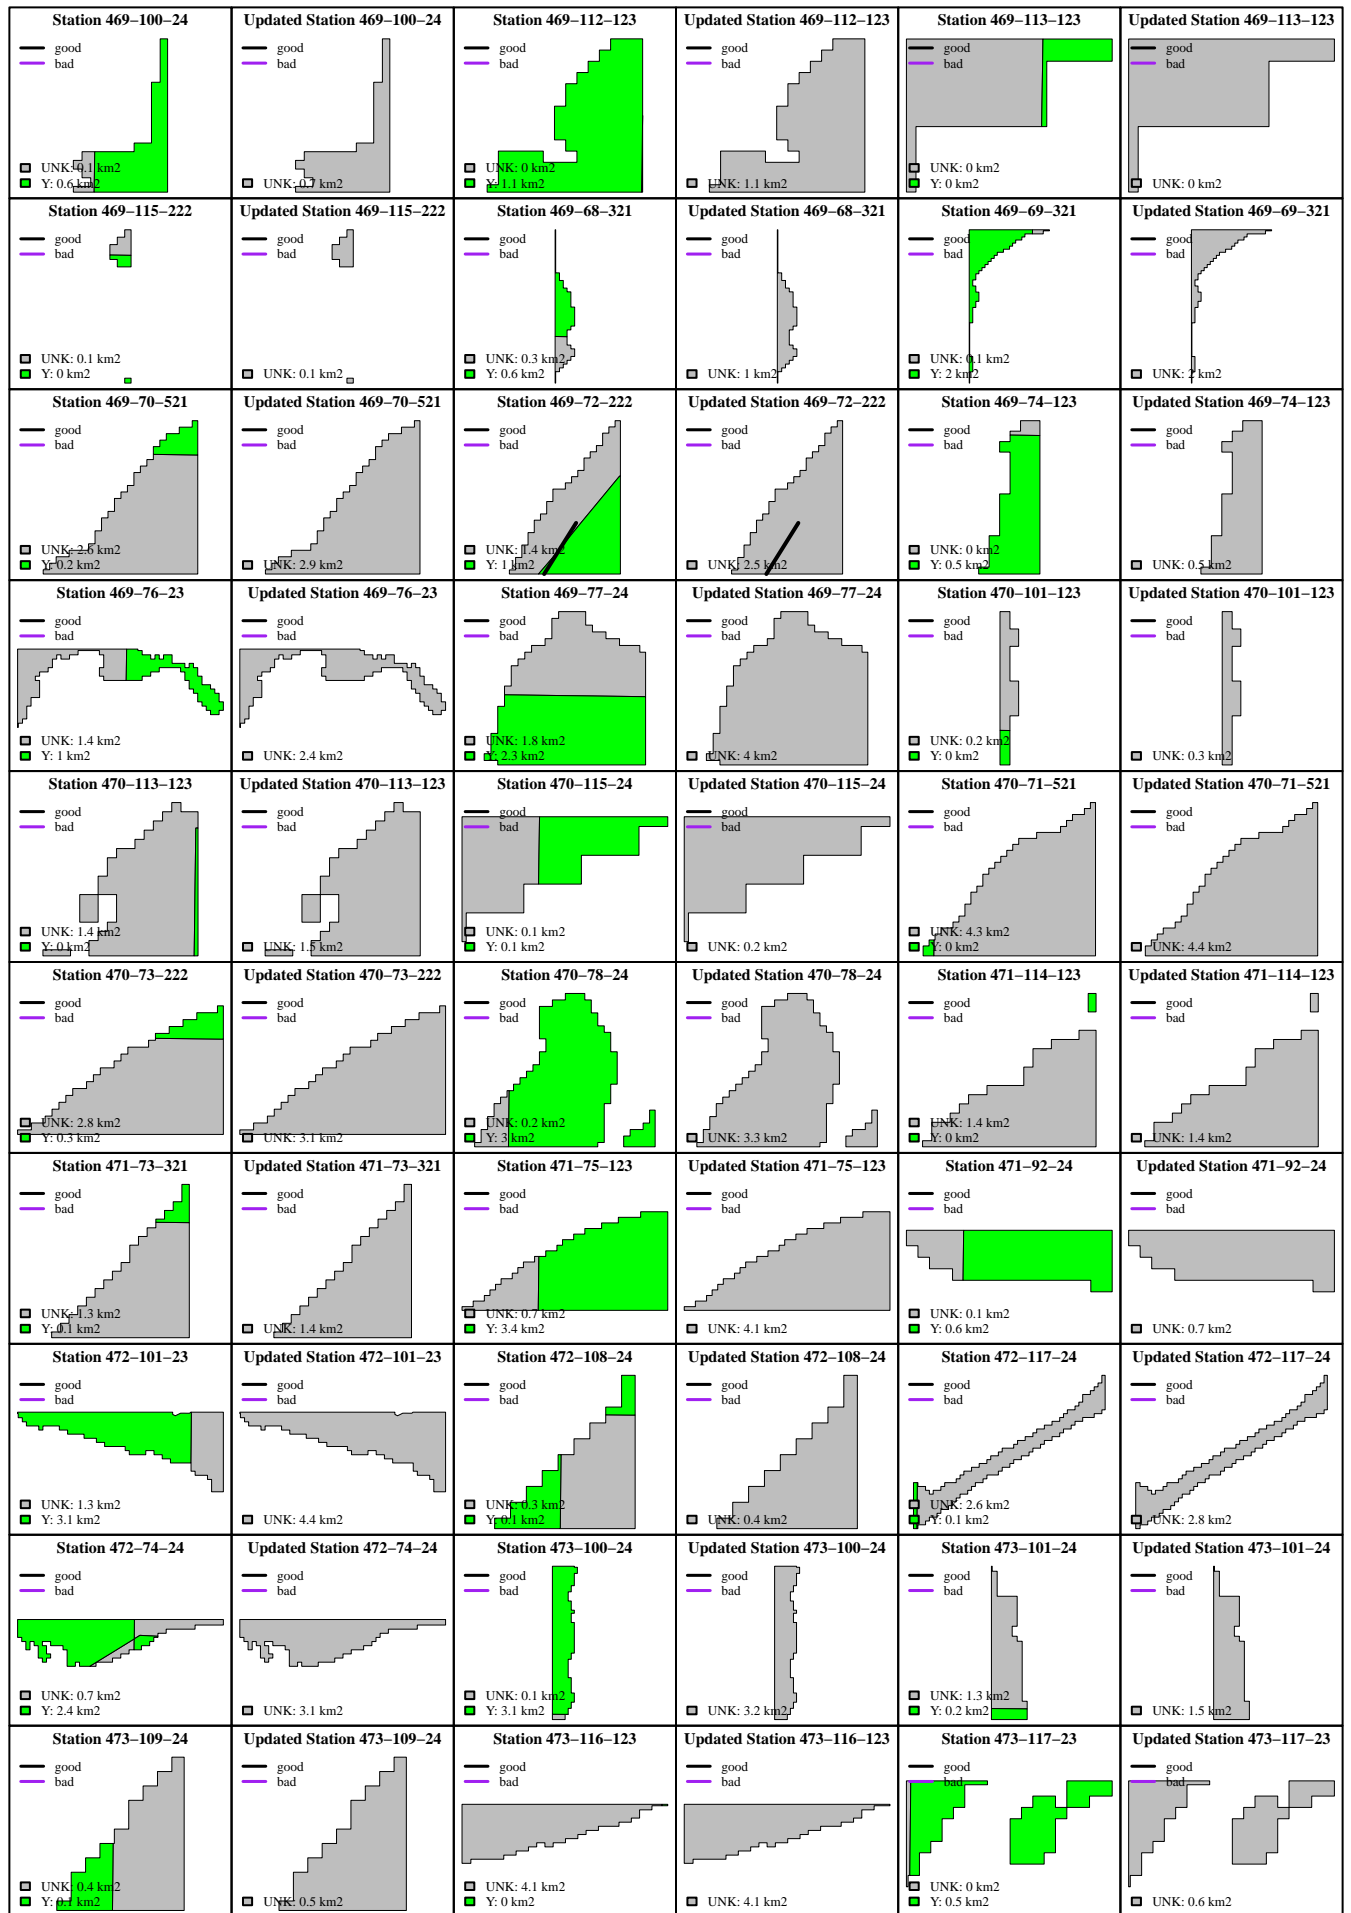 Station 469−100−24
good
bad
UNK: 0.1 km2
Y: 0.6 km2
Updated Station 469−100−24
good
bad
UNK: 0.7 km2
Station 469−112−123
good
bad
UNK: 0 km2
Y: 1.1 km2
Updated Station 469−112−123
good
bad
UNK: 1.1 km2
Station 469−113−123
good
bad
UNK: 0 km2
Y: 0 km2
Updated Station 469−113−123
good
bad
UNK: 0 km2
Station 469−115−222
good
bad
UNK: 0.1 km2
Y: 0 km2
Updated Station 469−115−222
good
bad
UNK: 0.1 km2
Station 469−68−321
good
bad
UNK: 0.3 km2
Y: 0.6 km2
Updated Station 469−68−321
good
bad
UNK: 1 km2
Station 469−69−321
good
bad
UNK: 0.1 km2
Y: 2 km2
Updated Station 469−69−321
good
bad
UNK: 2 km2
Station 469−70−521
good
bad
UNK: 2.6 km2
Y: 0.2 km2
Updated Station 469−70−521
good
bad
UNK: 2.9 km2
Station 469−72−222
good
bad
UNK: 1.4 km2
Y: 1 km2
Updated Station 469−72−222
good
bad
UNK: 2.5 km2
Station 469−74−123
good
bad
UNK: 0 km2
Y: 0.5 km2
Updated Station 469−74−123
good
bad
UNK: 0.5 km2
Station 469−76−23
good
bad
UNK: 1.4 km2
Y: 1 km2
Updated Station 469−76−23
good
bad
UNK: 2.4 km2
Station 469−77−24
good
bad
UNK: 1.8 km2
Y: 2.3 km2
Updated Station 469−77−24
good
bad
UNK: 4 km2
Station 470−101−123
good
bad
UNK: 0.2 km2
Y: 0 km2
Updated Station 470−101−123
good
bad
UNK: 0.3 km2
Station 470−113−123
good
bad
UNK: 1.4 km2
Y: 0 km2
Updated Station 470−113−123
good
bad
UNK: 1.5 km2
Station 470−115−24
good
bad
UNK: 0.1 km2
Y: 0.1 km2
Updated Station 470−115−24
good
bad
UNK: 0.2 km2
Station 470−71−521
good
bad
UNK: 4.3 km2
Y: 0 km2
Updated Station 470−71−521
good
bad
UNK: 4.4 km2
Station 470−73−222
good
bad
UNK: 2.8 km2
Y: 0.3 km2
Updated Station 470−73−222
good
bad
UNK: 3.1 km2
Station 470−78−24
good
bad
UNK: 0.2 km2
Y: 3 km2
Updated Station 470−78−24
good
bad
UNK: 3.3 km2
Station 471−114−123
good
bad
UNK: 1.4 km2
Y: 0 km2
Updated Station 471−114−123
good
bad
UNK: 1.4 km2
Station 471−73−321
good
bad
UNK: 1.3 km2
Y: 0.1 km2
Updated Station 471−73−321
good
bad
UNK: 1.4 km2
Station 471−75−123
good
bad
UNK: 0.7 km2
Y: 3.4 km2
Updated Station 471−75−123
good
bad
UNK: 4.1 km2
Station 471−92−24
good
bad
UNK: 0.1 km2
Y: 0.6 km2
Updated Station 471−92−24
good
bad
UNK: 0.7 km2
Station 472−101−23
good
bad
UNK: 1.3 km2
Y: 3.1 km2
Updated Station 472−101−23
good
bad
UNK: 4.4 km2
Station 472−108−24
good
bad
UNK: 0.3 km2
Y: 0.1 km2
Updated Station 472−108−24
good
bad
UNK: 0.4 km2
Station 472−117−24
good
bad
UNK: 2.6 km2
Y: 0.1 km2
Updated Station 472−117−24
good
bad
UNK: 2.8 km2
Station 472−74−24
good
bad
UNK: 0.7 km2
Y: 2.4 km2
Updated Station 472−74−24
good
bad
UNK: 3.1 km2
Station 473−100−24
good
bad
UNK: 0.1 km2
Y: 3.1 km2
Updated Station 473−100−24
good
bad
UNK: 3.2 km2
Station 473−101−24
good
bad
UNK: 1.3 km2
Y: 0.2 km2
Updated Station 473−101−24
good
bad
UNK: 1.5 km2
Station 473−109−24
good
bad
UNK: 0.4 km2
Y: 0.1 km2
Updated Station 473−109−24
good
bad
UNK: 0.5 km2
Station 473−116−123
good
bad
UNK: 4.1 km2
Y: 0 km2
Updated Station 473−116−123
good
bad
UNK: 4.1 km2
Station 473−117−23
good
bad
UNK: 0 km2
Y: 0.5 km2
Updated Station 473−117−23
good
bad
UNK: 0.6 km2